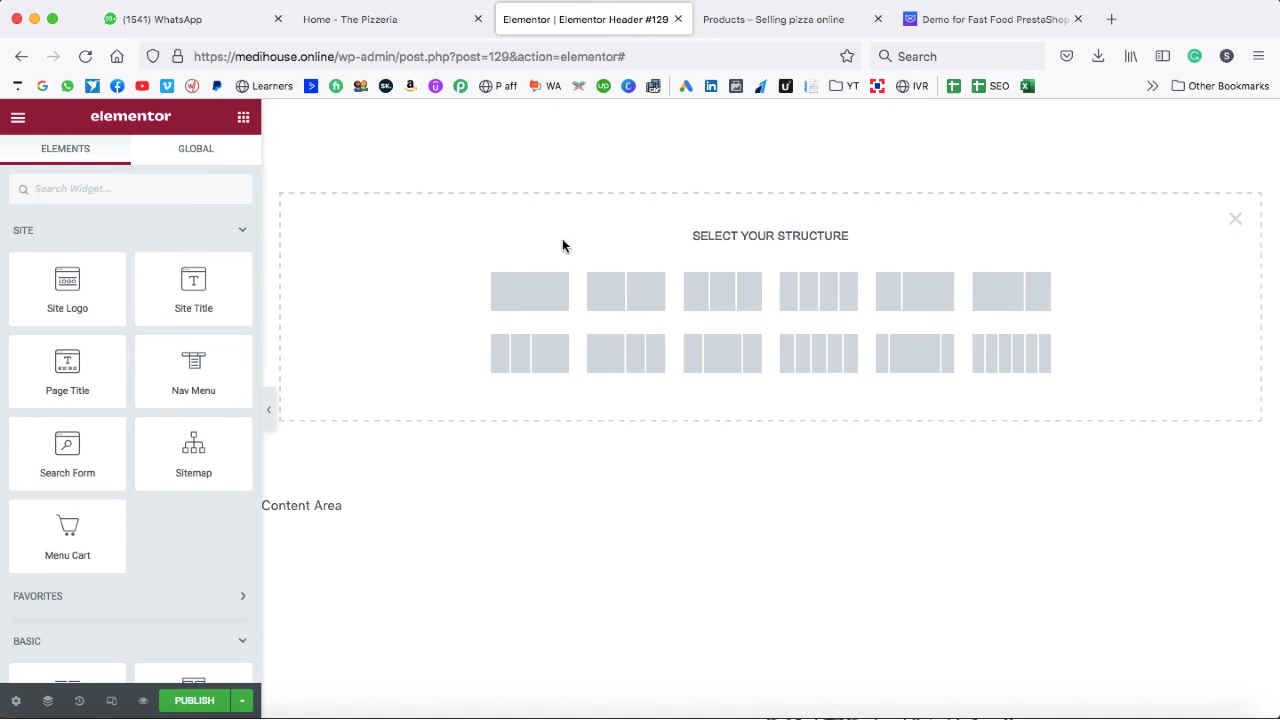 (1541) WhatsApp
Home - The Pizzeria
Elementor | Elementor Header #129
Products – Selling pizza online
Demo for Fast Food PrestaShop
https://medihouse.online/wp-admin/post.php?post=129&action=elementor#
Search
Learners
P aff
WA
YT
IVR
SEO
Other Bookmarks
elementor
ELEMENTS
GLOBAL
Search Widget...
SITE
Site Logo
Site Title
Page Title
Nav Menu
Search Form
Sitemap
Menu Cart
FAVORITES
BASIC
PUBLISH
SELECT YOUR STRUCTURE
Content Area